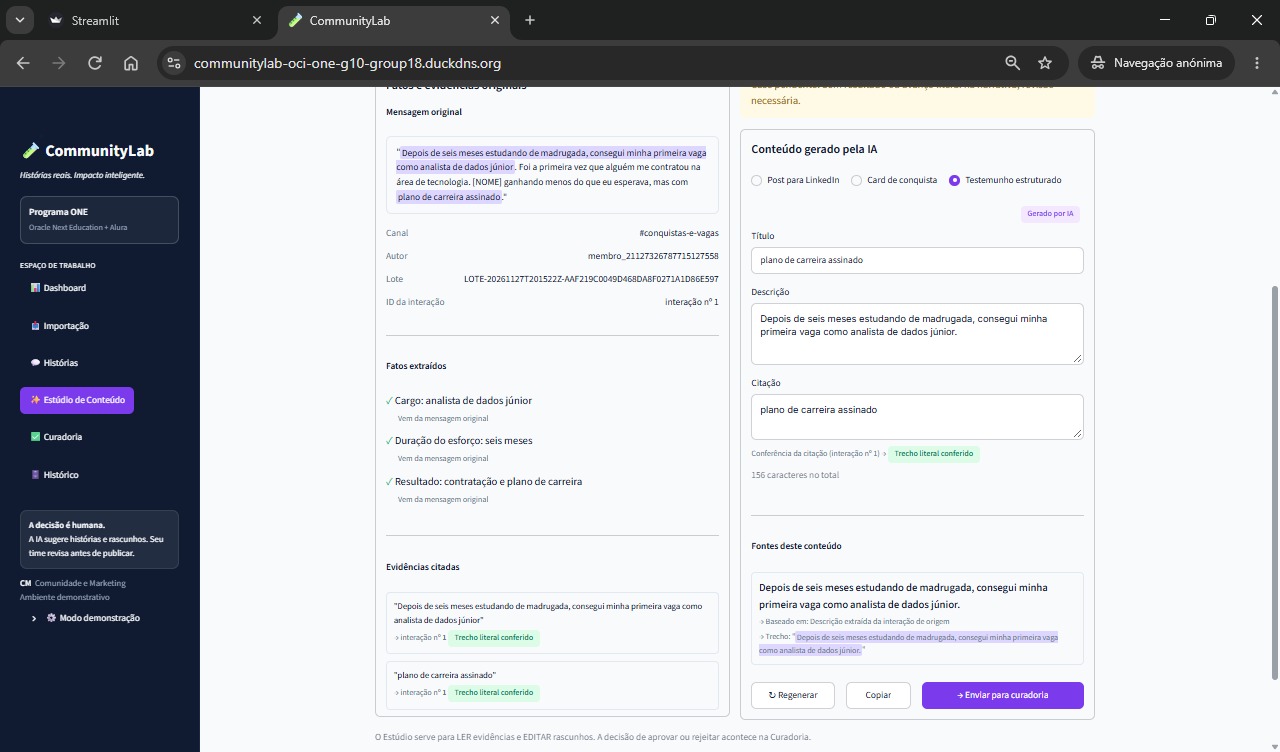 Streamlit
CommunityLab
communitylab-oci-one-g10-group18.duckdns.org
Navegação anónima
CommunityLab
Histórias reais. Impacto inteligente.
Programa ONE
Oracle Next Education + Alura
ESPAÇO DE TRABALHO
Dashboard
Importação
Histórias
Estúdio de Conteúdo
Curadoria
Histórico
A decisão é humana.
A IA sugere histórias e rascunhos. Seu
time revisa antes de publicar.
CM Comunidade e Marketing
Ambiente demonstrativo
Modo demonstração
Fatos e evidências originais
Mensagem original
"Depois de seis meses estudando de madrugada, consegui minha primeira vaga
como analista de dados júnior. Foi a primeira vez que alguém me contratou na
área de tecnologia. [NOME] ganhando menos do que eu esperava, mas com
plano de carreira assinado."
Canal #conquistas-e-vagas
Autor membro_21127326787715127558
Lote LOTE-20261127T201522Z-AAF219C0049D468DA8F0271A1D86E597
ID da interação interação nº 1
Fatos extraídos
✓ Cargo: analista de dados júnior
Vem da mensagem original
✓ Duração do esforço: seis meses
Vem da mensagem original
✓ Resultado: contratação e plano de carreira
Vem da mensagem original
Evidências citadas
"Depois de seis meses estudando de madrugada, consegui minha primeira vaga como
analista de dados júnior"
→ interação nº 1 Trecho literal conferido
"plano de carreira assinado"
→ interação nº 1 Trecho literal conferido
necessária.
Conteúdo gerado pela IA
Post para LinkedIn
Card de conquista
Testemunho estruturado
Gerado por IA
Título
plano de carreira assinado
Descrição
Depois de seis meses estudando de madrugada, consegui minha
primeira vaga como analista de dados júnior.
Citação
plano de carreira assinado
Conferência da citação (interação nº 1) → Trecho literal conferido
156 caracteres no total
Fontes deste conteúdo
Depois de seis meses estudando de madrugada, consegui minha
primeira vaga como analista de dados júnior.
→ Baseado em: Descrição extraída da interação de origem
→ Trecho: "Depois de seis meses estudando de madrugada, consegui minha primeira vaga
como analista de dados júnior."
↻ Regenerar
Copiar
→ Enviar para curadoria
O Estúdio serve para LER evidências e EDITAR rascunhos. A decisão de aprovar ou rejeitar acontece na Curadoria.